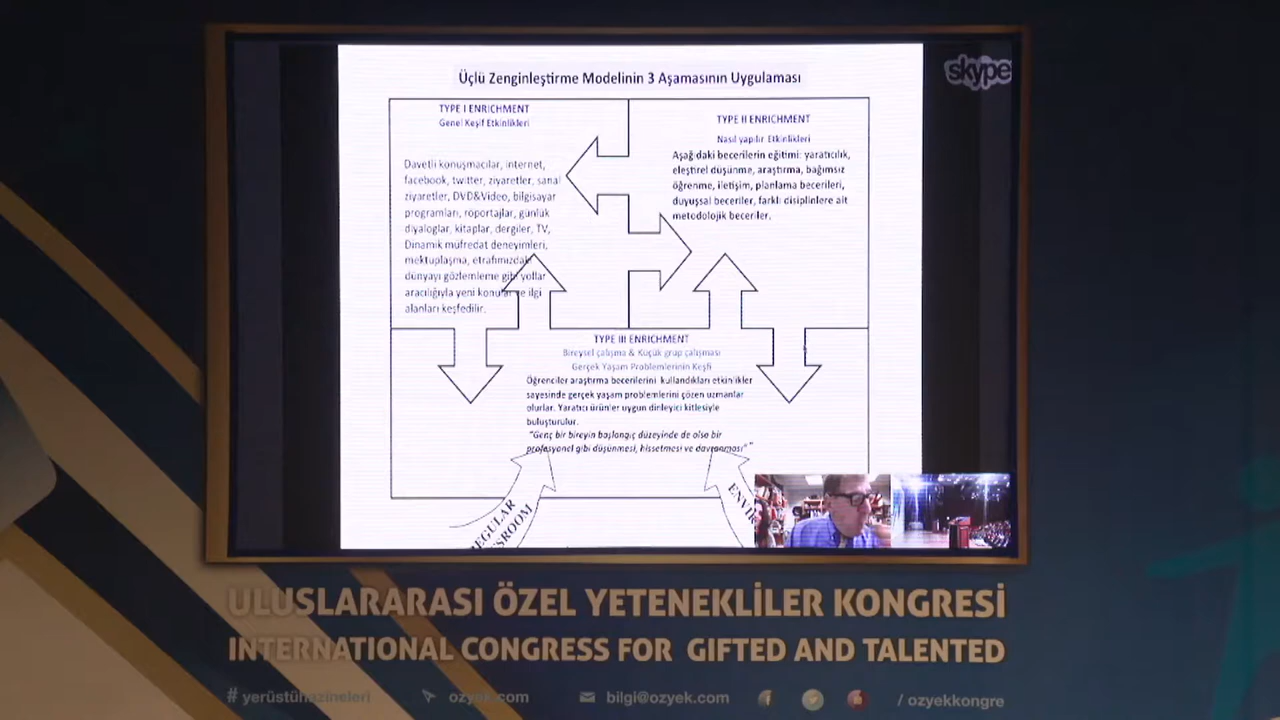 skype
Üçlü Zenginleştirme Modelinin 3 Aşamasının Uygulaması
TYPE I ENRICHMENT
Genel Keşif Etkinlikleri
Davetli konuşmacılar, internet,
facebook, twitter, ziyaretler, sanal
ziyaretler, DVD&Video, bilgisayar
programları, röportajlar, günlük
diyaloglar, kitaplar, dergiler, TV,
Dinamik müfredat deneyimleri,
mektuplaşma, etrafımızdaki
dünyayı gözlemleme gibi yollar
aracılığıyla yeni konular ve ilgi
alanları keşfedilir.
TYPE II ENRICHMENT
Nasıl yapılır Etkinlikleri
Aşağıdaki becerilerin eğitimi: yaratıcılık,
eleştirel düşünme, araştırma, bağımsız
öğrenme, iletişim, planlama becerileri,
duyuşsal beceriler, farklı disiplinlere ait
metodolojik beceriler.
TYPE III ENRICHMENT
Bireysel çalışma & Küçük grup çalışması
Gerçek Yaşam Problemlerinin Keşfi
Öğrenciler araştırma becerilerini kullandıkları etkinlikler
sayesinde gerçek yaşam problemlerini çözen uzmanlar
olurlar. Yaratıcı ürünler uygun dinleyici kitlesiyle
buluşturulur.
"Genç bir bireyin başlangıç düzeyinde de olsa bir
profesyonel gibi düşünmesi, hissetmesi ve davranması"
EGULAR
SSROOM
ENVIR
ULUSLARARASI ÖZEL YETENEKLİLER KONGRESİ
INTERNATIONAL CONGRESS FOR GIFTED AND TALENTED
# yerüstühazineleri ozyek.com bilgi@ozyek.com / ozyekkongre